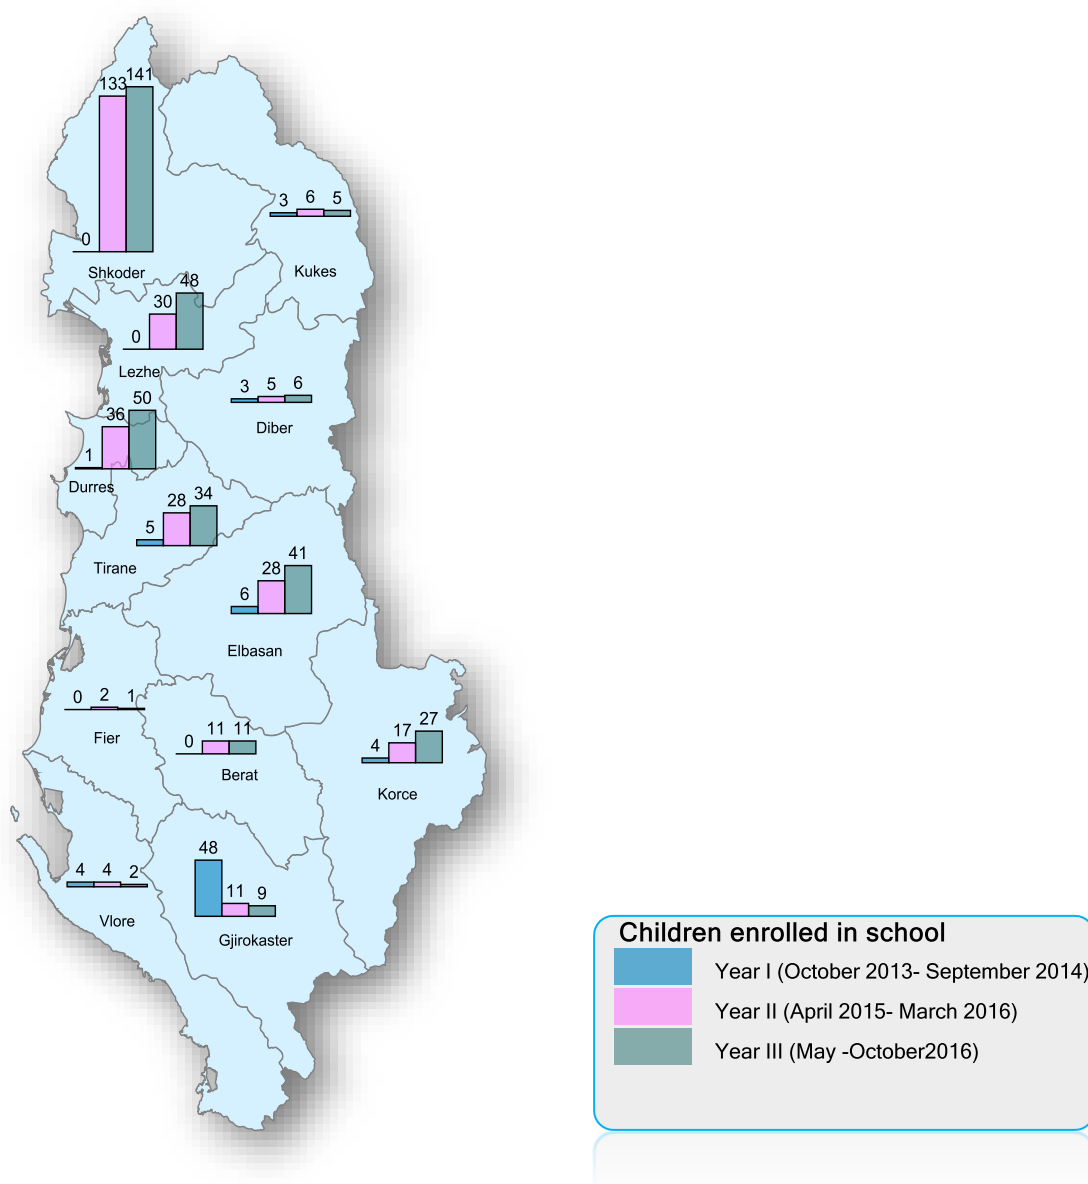 133 141
0
Shkoder
3 6 5
Kukes
0 30 48
Lezhe
3 5 6
Diber
1 36 50
Durres
5 28 34
Tirane
6 28 41
Elbasan
0 2 1
Fier
0 11 11
Berat
4 17 27
Korce
4 4 2
Vlore
48 11 9
Gjirokaster
Children enrolled in school
Year I (October 2013- September 2014)
Year II (April 2015- March 2016)
Year III (May -October2016)